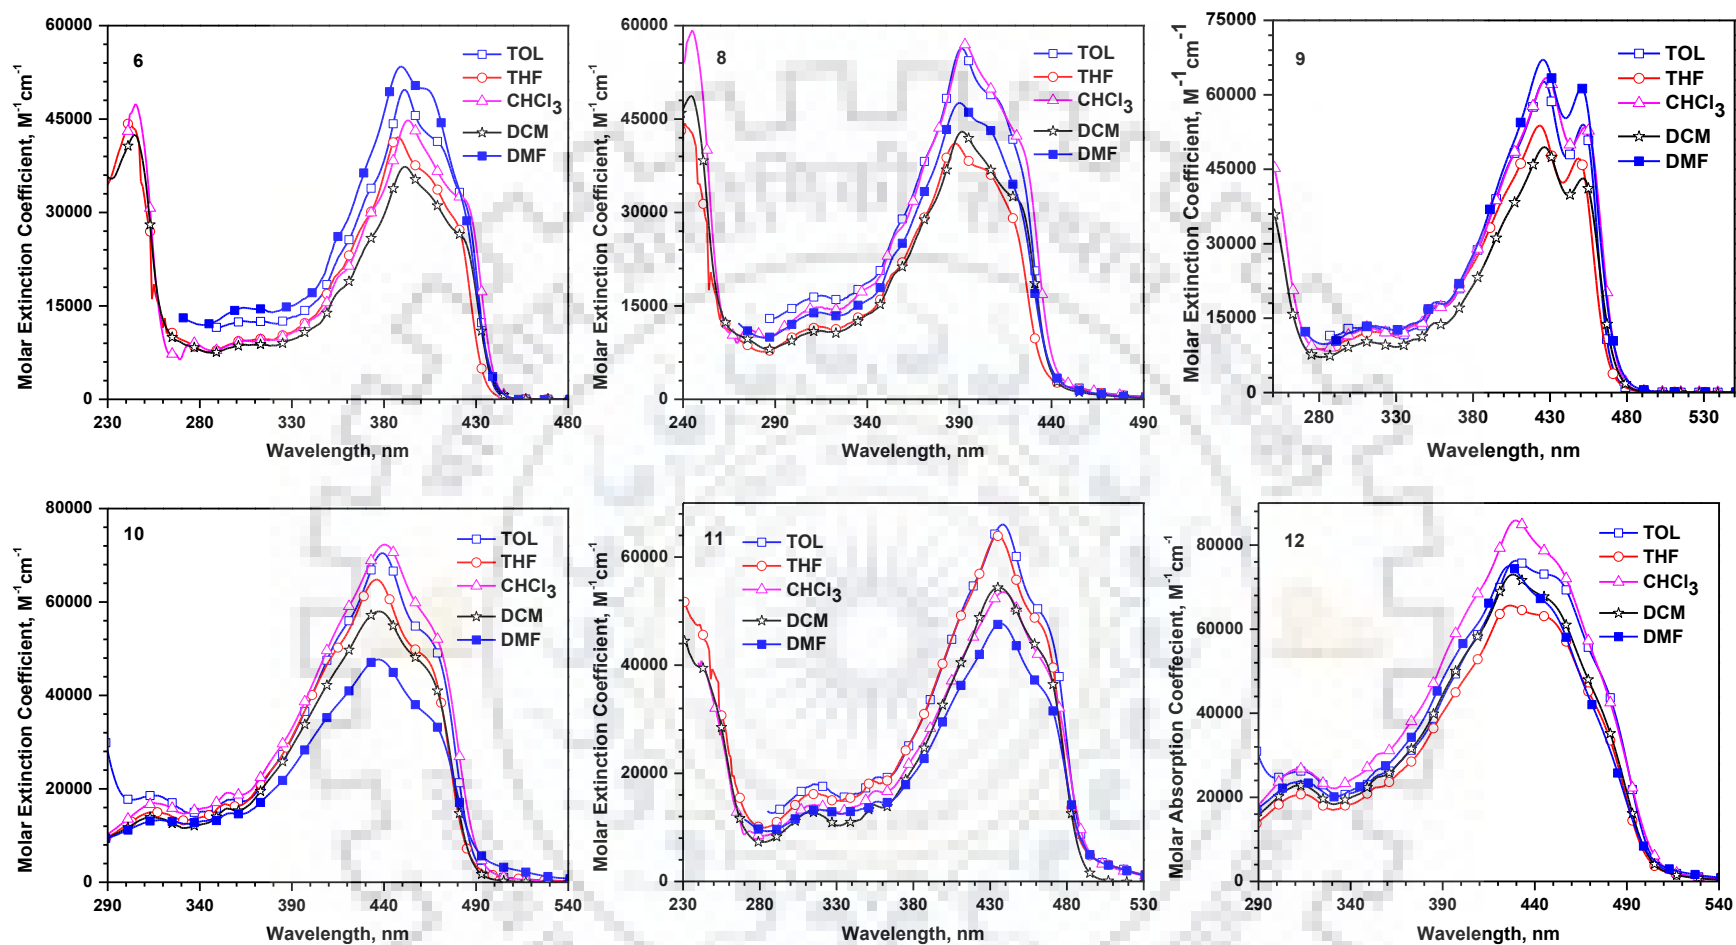 6
TOL
THF
CHCl3
DCM
DMF
Molar Extinction Coefficient, M-1cm-1
60000
45000
30000
15000
0
230 280 330 380 430 480
Wavelength, nm
8
TOL
THF
CHCl3
DCM
DMF
Molar Extinction Coefficient, M-1cm-1
60000
45000
30000
15000
0
240 290 340 390 440 490
Wavelength, nm
9
TOL
THF
CHCl3
DCM
DMF
Molar Extinction Coefficient, M-1cm-1
75000
60000
45000
30000
15000
0
280 330 380 430 480 530
Wavelength, nm
10
TOL
THF
CHCl3
DCM
DMF
Molar Extinction Coefficient, M-1cm-1
80000
60000
40000
20000
0
290 340 390 440 490 540
Wavelength, nm
11
TOL
THF
CHCl3
DCM
DMF
Molar Extinction Coefficient, M-1cm-1
60000
40000
20000
0
230 280 330 380 430 480 530
Wavelength, nm
12
TOL
THF
CHCl3
DCM
DMF
Molar Absorption Coeffecient, M-1cm-1
80000
60000
40000
20000
0
290 340 390 440 490 540
Wavelength, nm